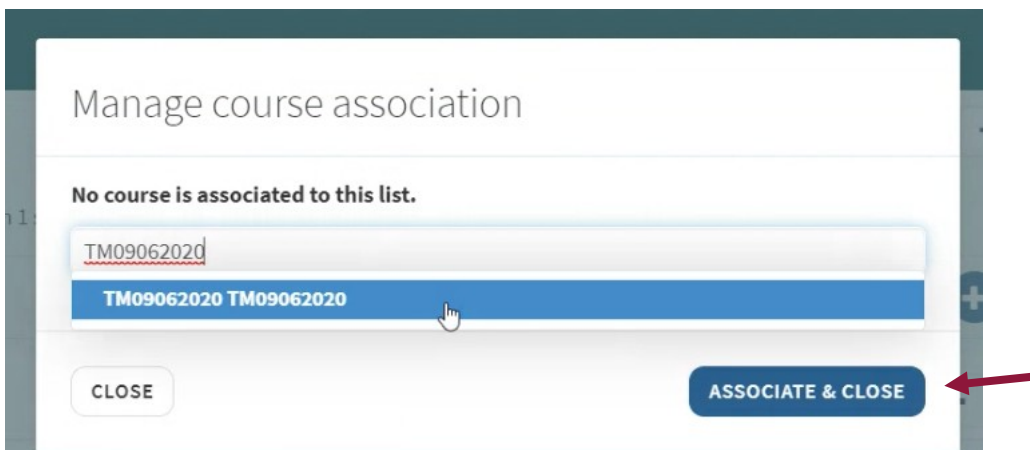 Manage course association
No course is associated to this list.
TM09062020
TM09062020 TM09062020
CLOSE
ASSOCIATE & CLOSE